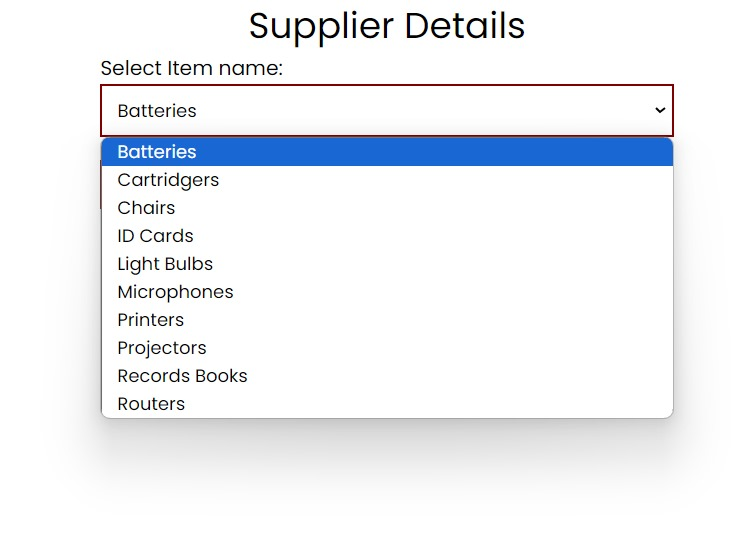 Supplier Details
Select Item name:
Batteries
Batteries
Cartridgers
Chairs
ID Cards
Light Bulbs
Microphones
Printers
Projectors
Records Books
Routers